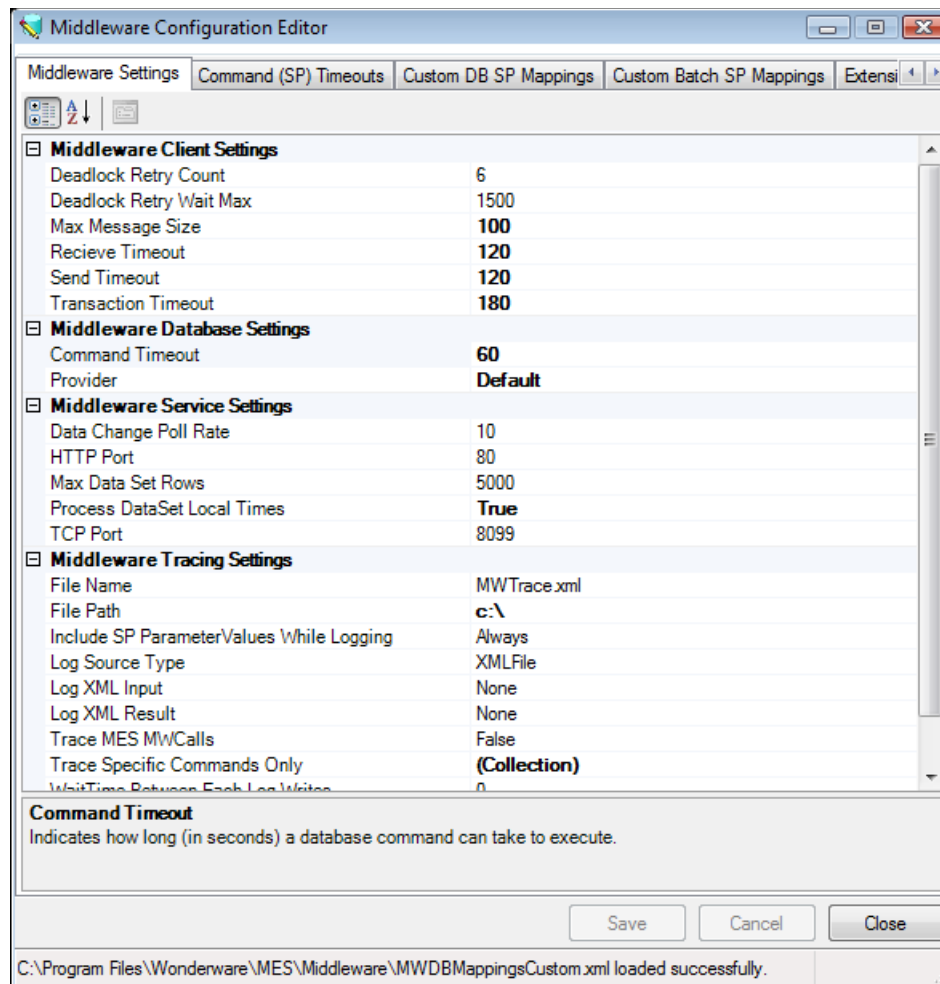 Middleware Configuration Editor
Middleware Settings Command (SP) Timeouts Custom DB SP Mappings Custom Batch SP Mappings Extensi
Middleware Client Settings
Deadlock Retry Count 6
Deadlock Retry Wait Max 1500
Max Message Size 100
Recieve Timeout 120
Send Timeout 120
Transaction Timeout 180
Middleware Database Settings
Command Timeout 60
Provider Default
Middleware Service Settings
Data Change Poll Rate 10
HTTP Port 80
Max Data Set Rows 5000
Process DataSet Local Times True
TCP Port 8099
Middleware Tracing Settings
File Name MWTrace.xml
File Path c:\
Include SP ParameterValues While Logging Always
Log Source Type XMLFile
Log XML Input None
Log XML Result None
Trace MES MWCalls False
Trace Specific Commands Only (Collection)
WaitTime Between Each Log Writes 0
Command Timeout
Indicates how long (in seconds) a database command can take to execute.
Save Cancel Close
C:\Program Files\Wonderware\MES\Middleware\MWDBMappingsCustom.xml loaded successfully.